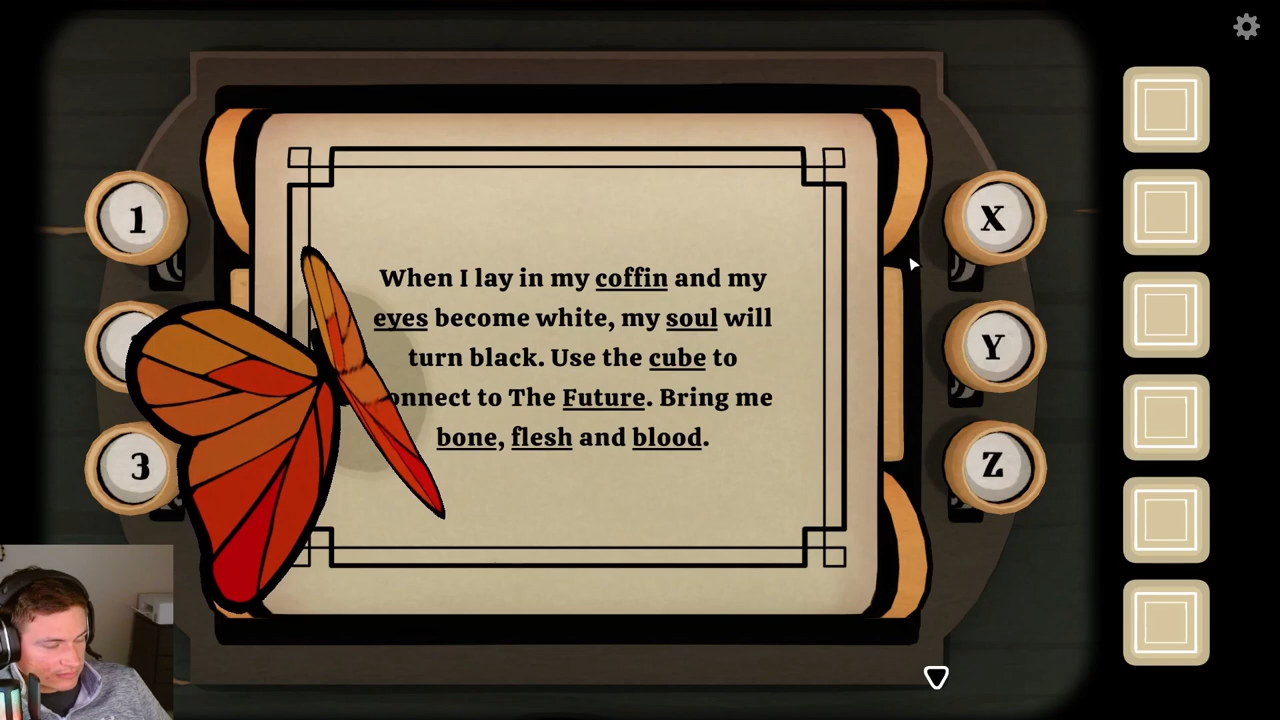 1
3
When I lay in my coffin and my
eyes become white, my soul will
turn black. Use the cube to
onnect to The Future. Bring me
bone, flesh and blood.
X
Y
Z